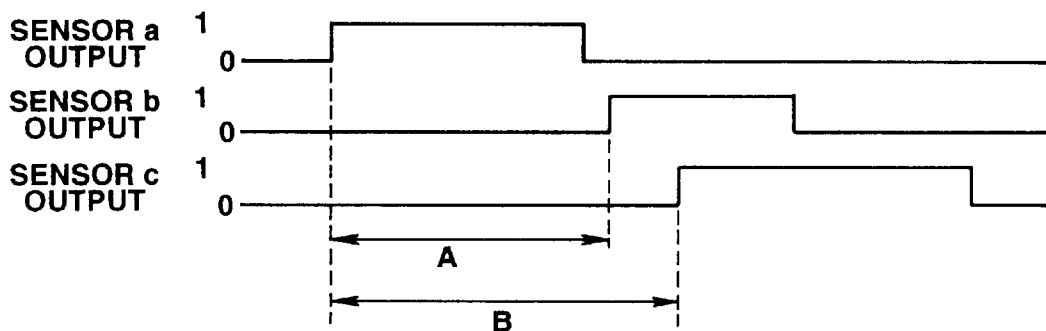 SENSOR a 1
OUTPUT 0
SENSOR b 1
OUTPUT 0
SENSOR c 1
OUTPUT 0
A
B